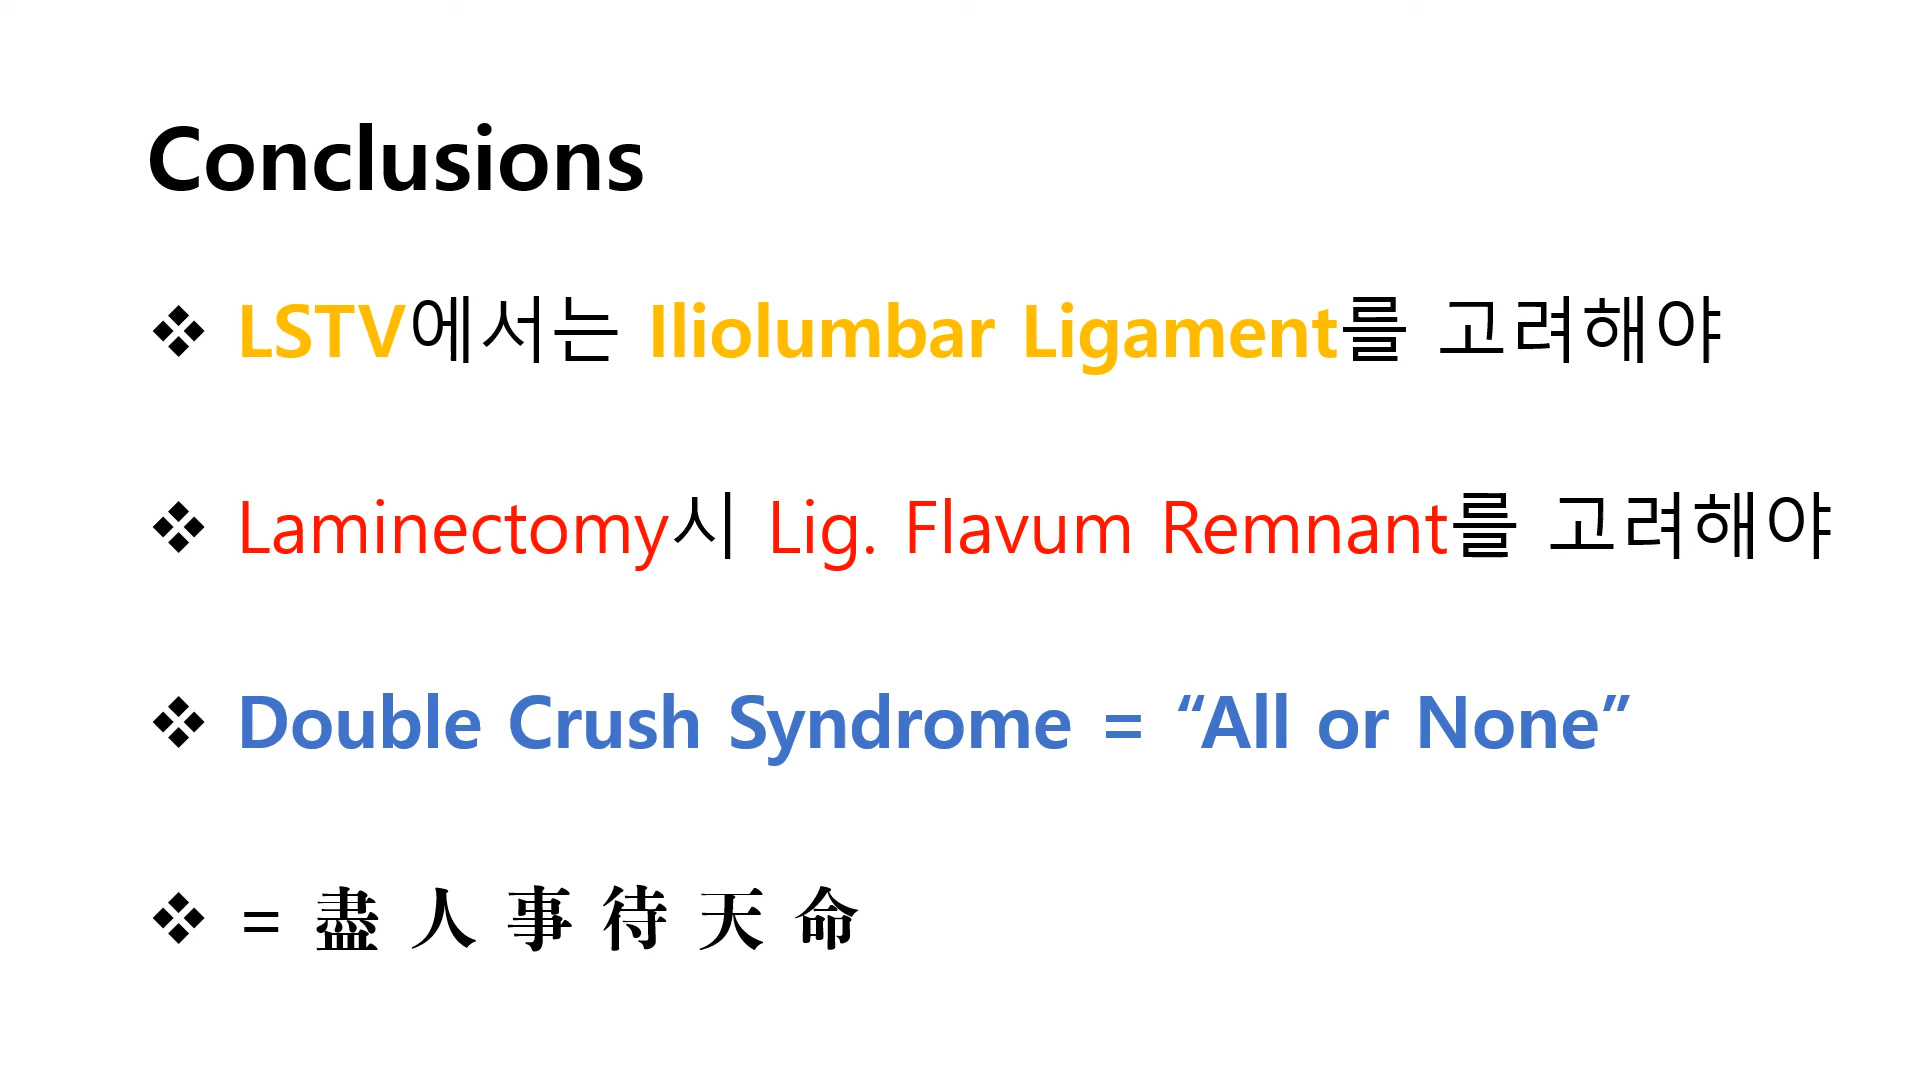 Conclusions
❖ LSTV에서는 Iliolumbar Ligament를 고려해야
❖ Laminectomy시 Lig. Flavum Remnant를 고려해야
❖ Double Crush Syndrome = “All or None”
❖ = 盡 人 事 待 天 命